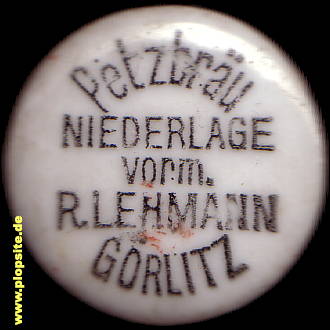 Petzbräu
NIEDERLAGE
vorm.
R. LEHMANN
GÖRLITZ
www.plopsite.de